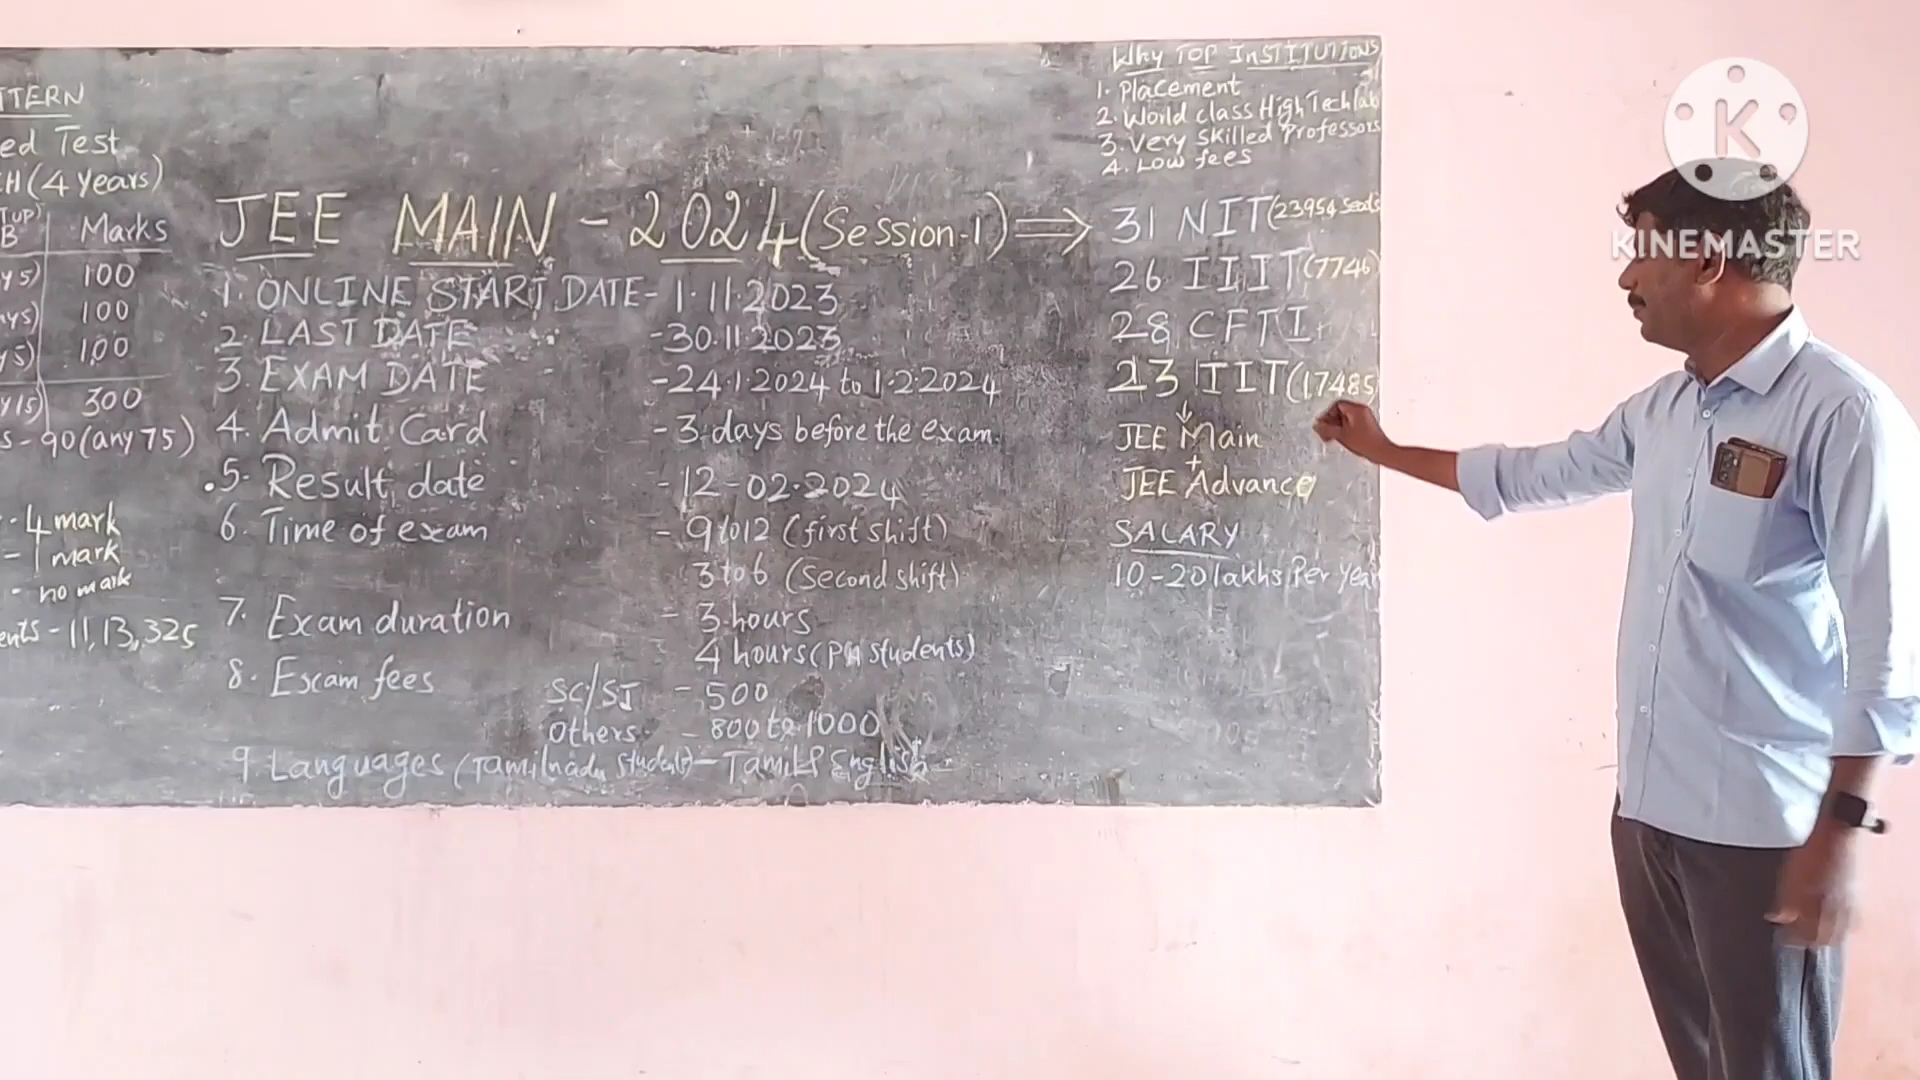 TTERN
ed Test
CH (4 years)
B Marks
100
100
100
300
s - 90 (any 75)
- 4 mark
- 1 mark
- no mark
ents - 11,13,325
JEE MAIN - 2024 (Session-1) ⇒
1. ONLINE START DATE - 1.11.2023
2. LAST DATE - 30.11.2023
3. EXAM DATE - 24.1.2024 to 1.2.2024
4. Admit Card - 3 days before the exam.
5. Result date - 12-02.2024
6. Time of exam - 9 to 12 (first shift)
3 to 6 (Second shift)
7. Exam duration - 3 hours
4 hours (PH students)
8. Exam fees SC/ST - 500
Others - 800 to 1000
9. Languages (Tamilnadu students) - Tamil & English
Why TOP INSTITUTIONS
1. Placement
2. World class High Tech lab
3. Very skilled Professors
4. Low fees
31 NIT (23954 Seats
26 IIIT (7746)
28 CFTI
23 IIT (17485)
↓
JEE Main
+
JEE Advance
SALARY
10-20 lakhs Per Year
K
KINEMASTER